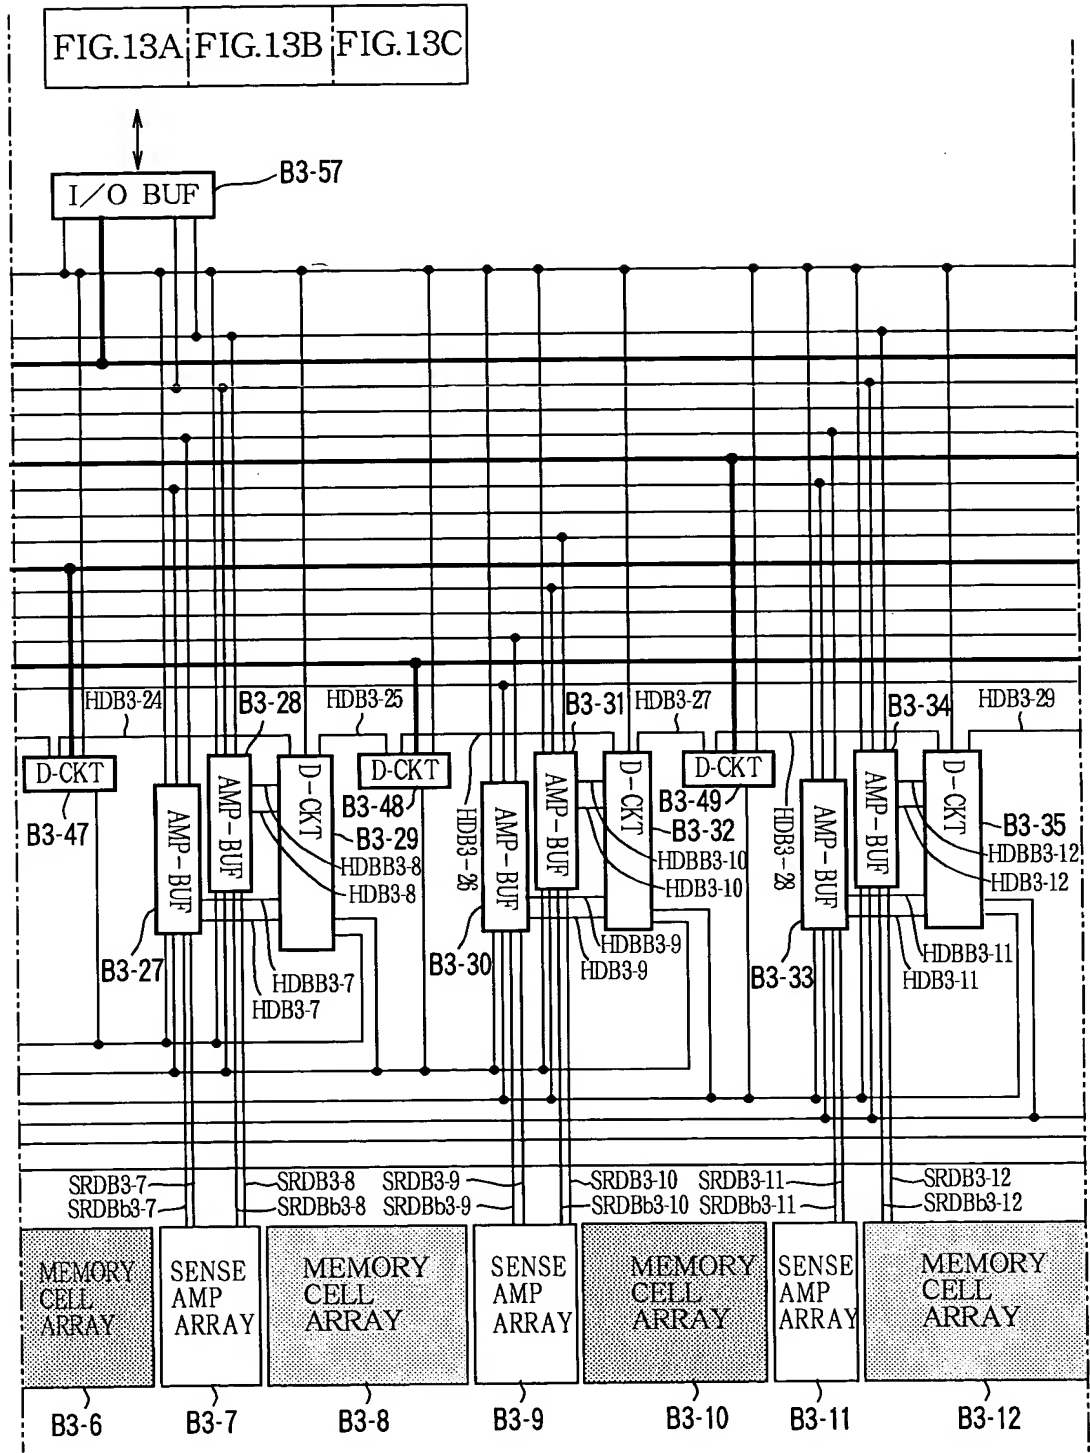 FIG.13A FIG.13B FIG.13C
B3-57
I/O BUF
HDB3-24
B3-28
HDB3-25
B3-31
HDB3-27
B3-34
HDB3-29
D-CKT
AMP-BUF
D-CKT
D-CKT
AMP-BUF
D-CKT
D-CKT
AMP-BUF
D-CKT
B3-47
AMP-BUF
B3-29
B3-48
HDB3-26
AMP-BUF
B3-32
B3-49
HDB3-28
AMP-BUF
B3-35
HDBB3-8
HDB3-8
HDBB3-10
HDB3-10
HDBB3-12
HDB3-12
B3-27
HDBB3-7
HDB3-7
B3-30
HDBB3-9
HDB3-9
B3-33
HDBB3-11
HDB3-11
SRDB3-7 SRDB3-8 SRDB3-9 SRDB3-10 SRDB3-11 SRDB3-12
SRDBb3-7 SRDBb3-8 SRDBb3-9 SRDBb3-10 SRDBb3-11 SRDBb3-12
MEMORY CELL ARRAY
SENSE AMP ARRAY
MEMORY CELL ARRAY
SENSE AMP ARRAY
MEMORY CELL ARRAY
SENSE AMP ARRAY
MEMORY CELL ARRAY
B3-6 B3-7 B3-8 B3-9 B3-10 B3-11 B3-12